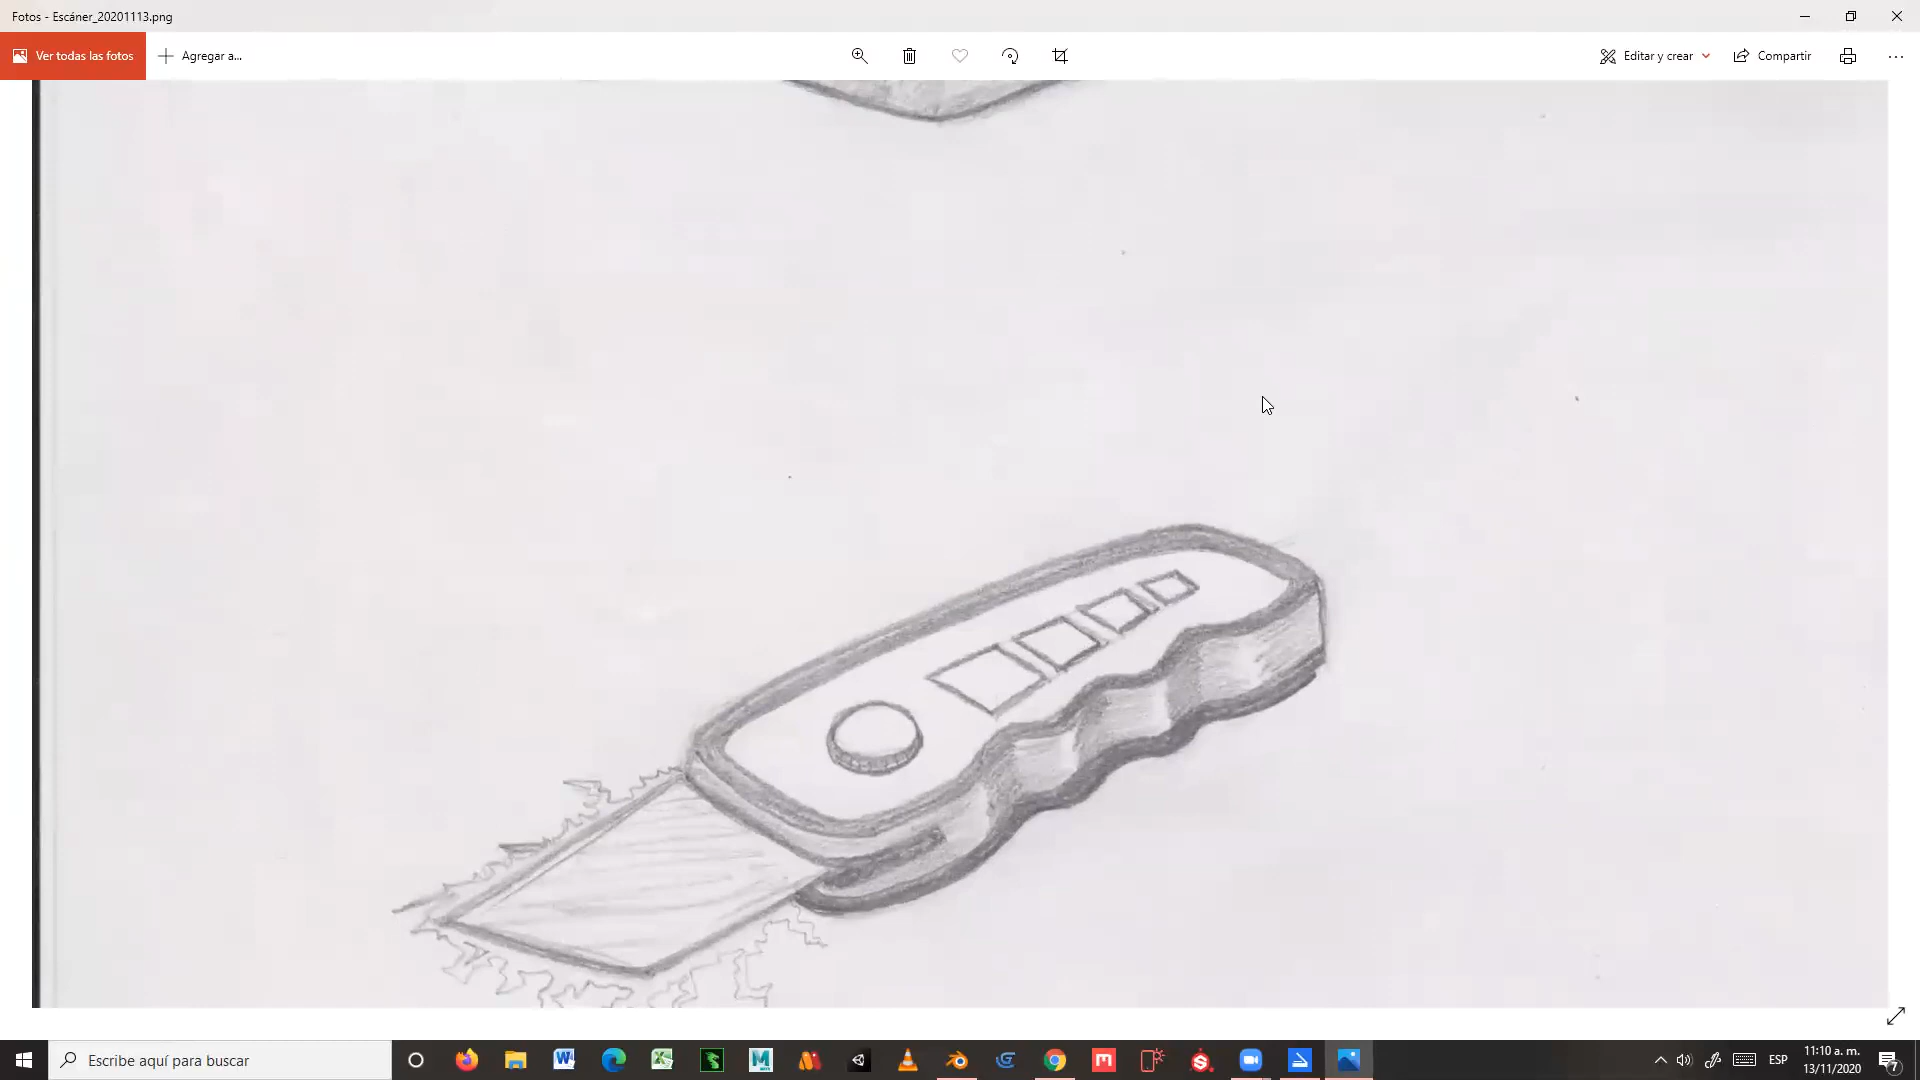 Fotos - Escáner_20201113.png
Ver todas las fotos
Agregar a...
Editar y crear
Compartir
Escribe aquí para buscar
ESP
11:10 a. m.
13/11/2020
7